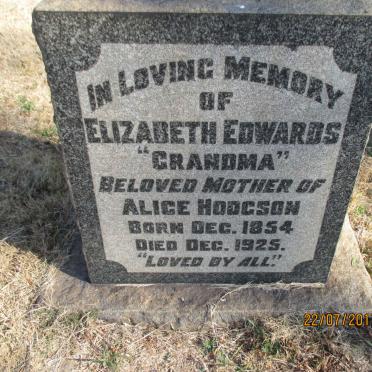 IN LOVING MEMORY
OF
ELIZABETH EDWARDS
"GRANDMA"
BELOVED MOTHER OF
ALICE HODGSON
BORN DEC. 1854
DIED DEC. 1925.
"LOVED BY ALL."